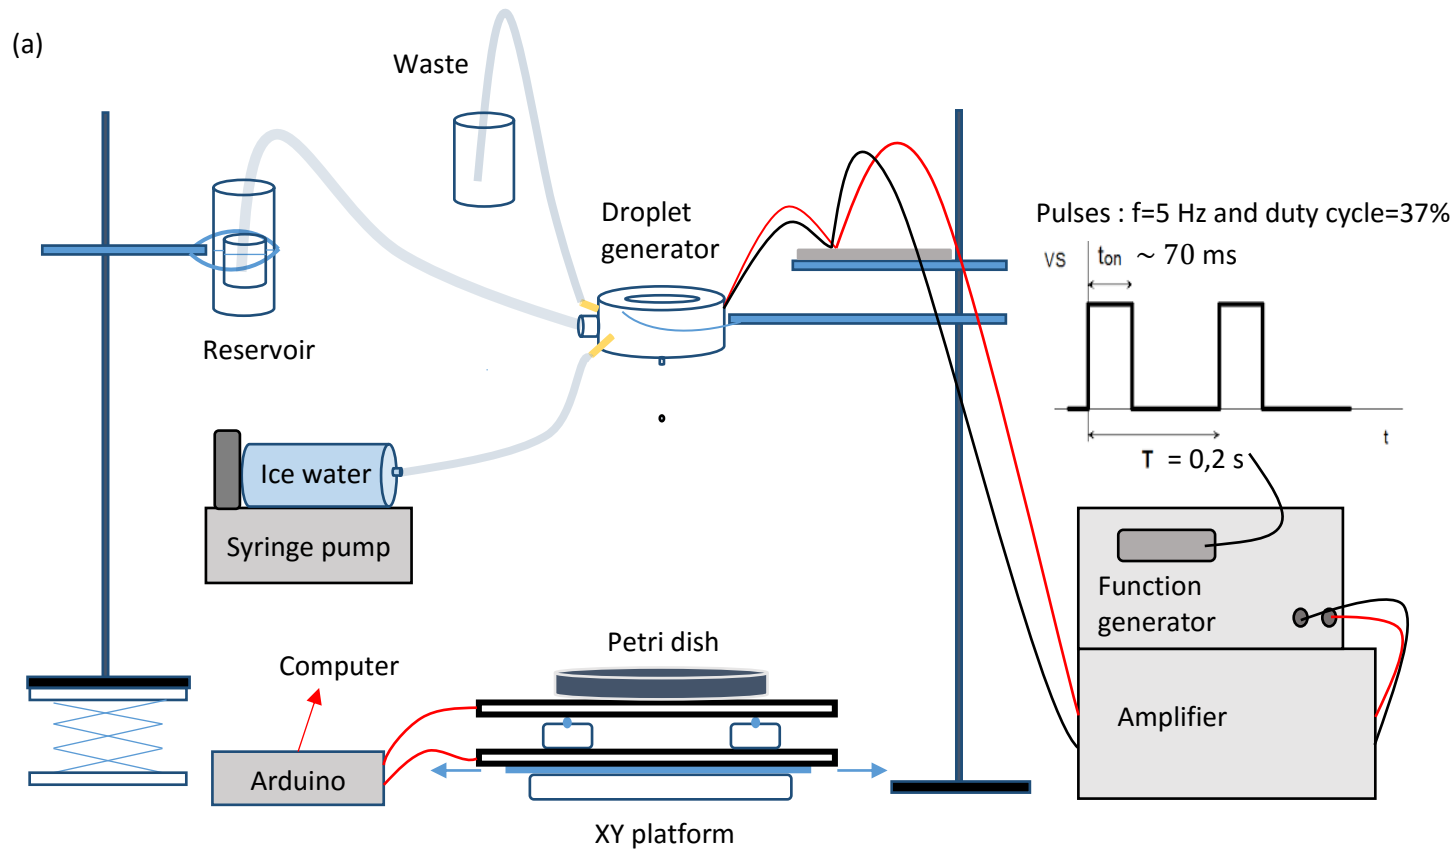 (a)
Waste
Droplet
generator
Reservoir
Pulses : f=5 Hz and duty cycle=37%
VS
ton ~ 70 ms
t
T = 0,2 s
Ice water
Syringe pump
Function
generator
Petri dish
Computer
Amplifier
Arduino
XY platform